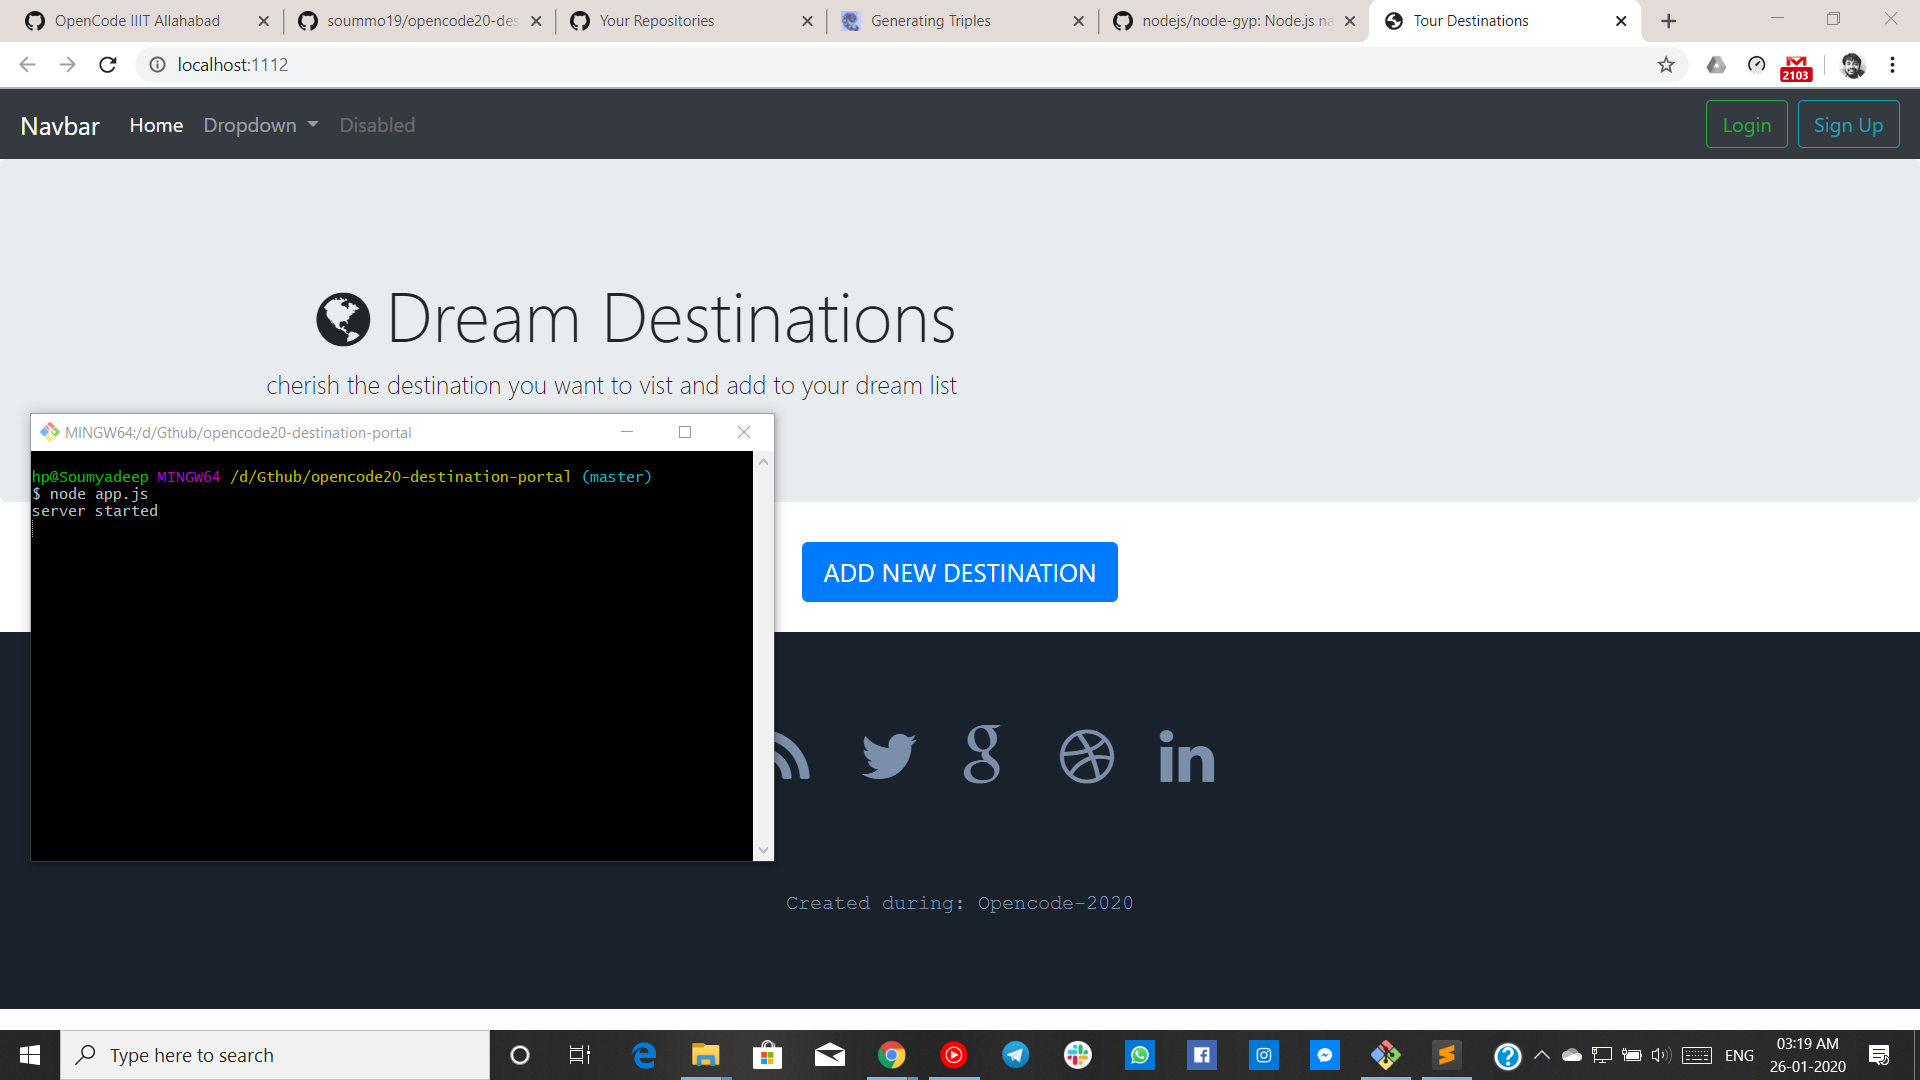 OpenCode IIIT Allahabad
soummo19/opencode20-des
Your Repositories
Generating Triples
nodejs/node-gyp: Node.js na
Tour Destinations
localhost:1112
2103
Navbar
Home
Dropdown
Disabled
Login
Sign Up
Dream Destinations
cherish the destination you want to vist and add to your dream list
MINGW64:/d/Gthub/opencode20-destination-portal
hp@Soumyadeep MINGW64 /d/Gthub/opencode20-destination-portal (master)
$ node app.js
server started
ADD NEW DESTINATION
Created during: Opencode-2020
Type here to search
ENG
03:19 AM
26-01-2020